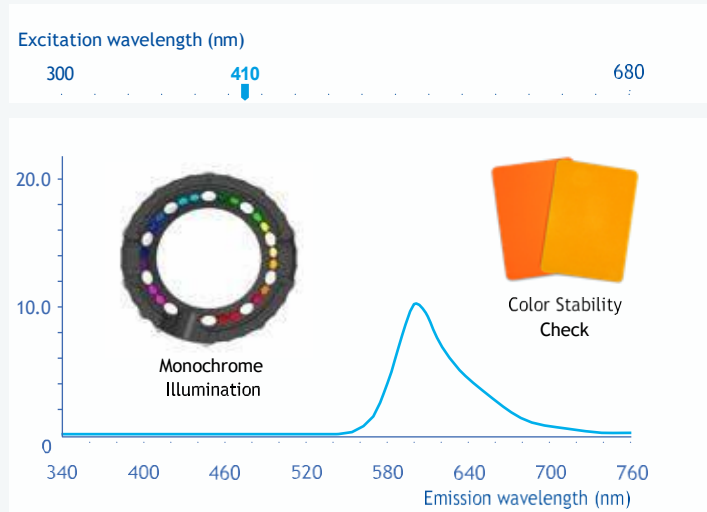 Excitation wavelength (nm)
300 410 680
20.0
10.0
0
Monochrome
Illumination
Color Stability
Check
340 400 460 520 580 640 700 760
Emission wavelength (nm)